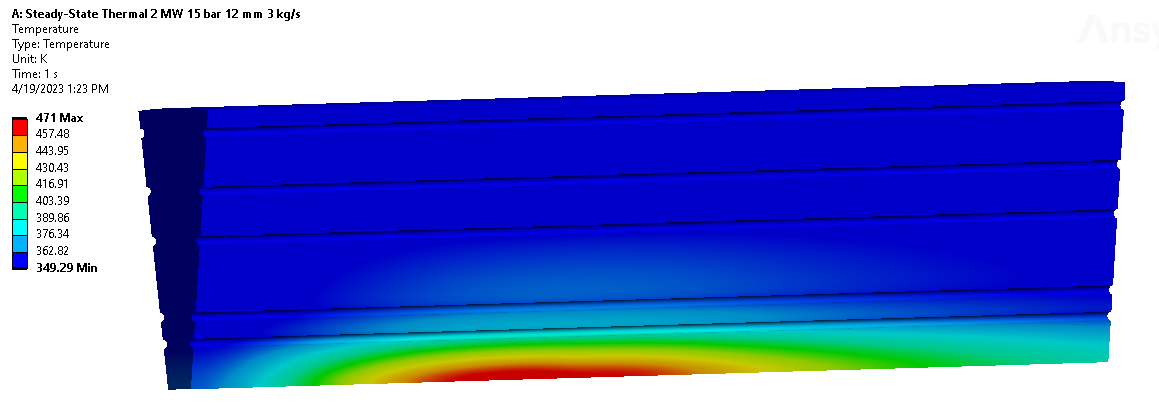 A: Steady-State Thermal 2 MW 15 bar 12 mm 3 kg/s
Temperature
Type: Temperature
Unit: K
Time: 1 s
4/19/2023 1:23 PM
471 Max
457.48
443.95
430.43
416.91
403.39
389.86
376.34
362.82
349.29 Min
Ansy